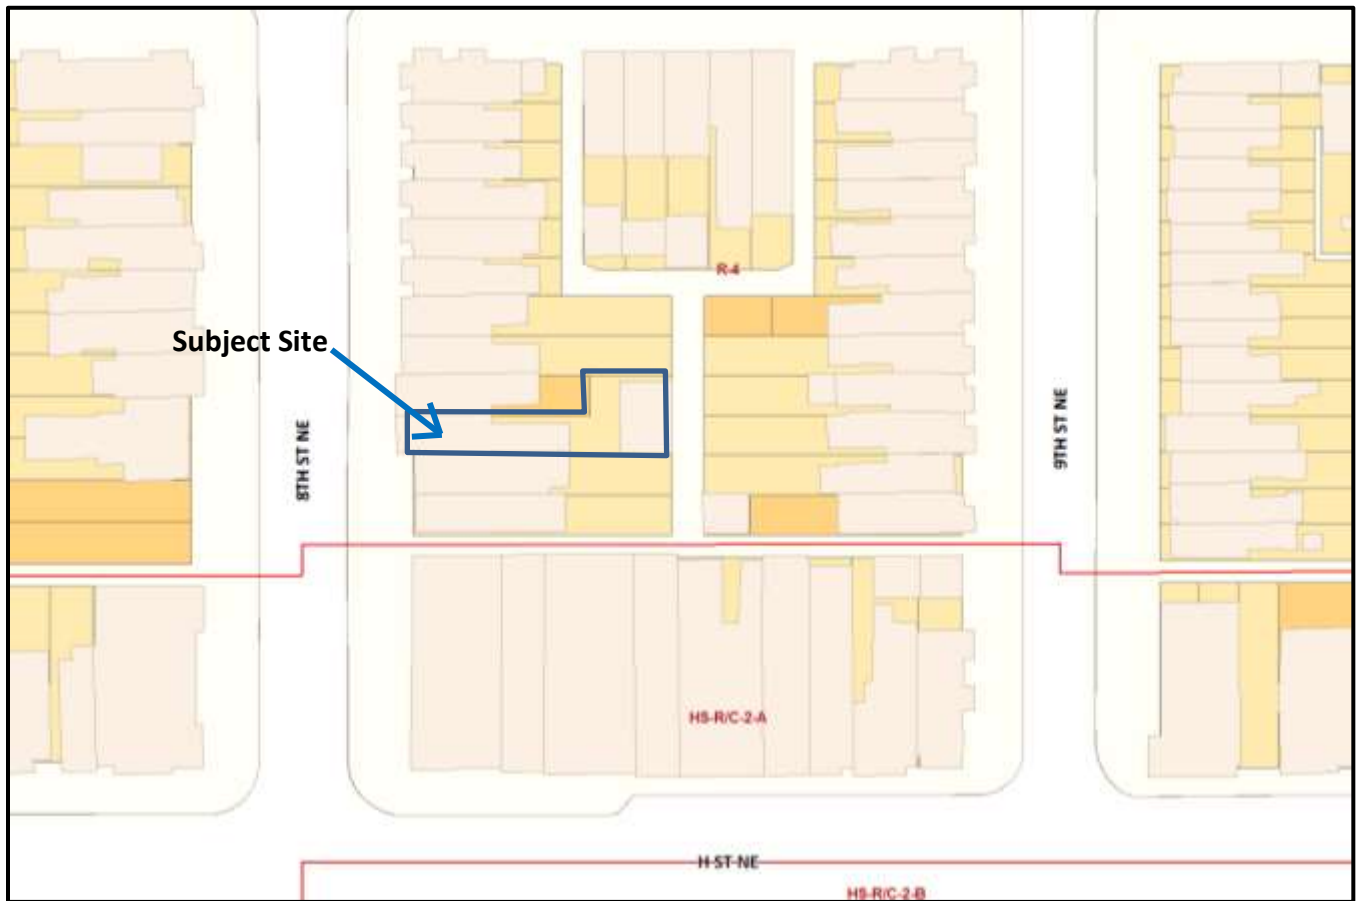 R-4
Subject Site
8TH ST NE
9TH ST NE
HS-R/C-2-A
H ST NE
HS-R/C-2-B